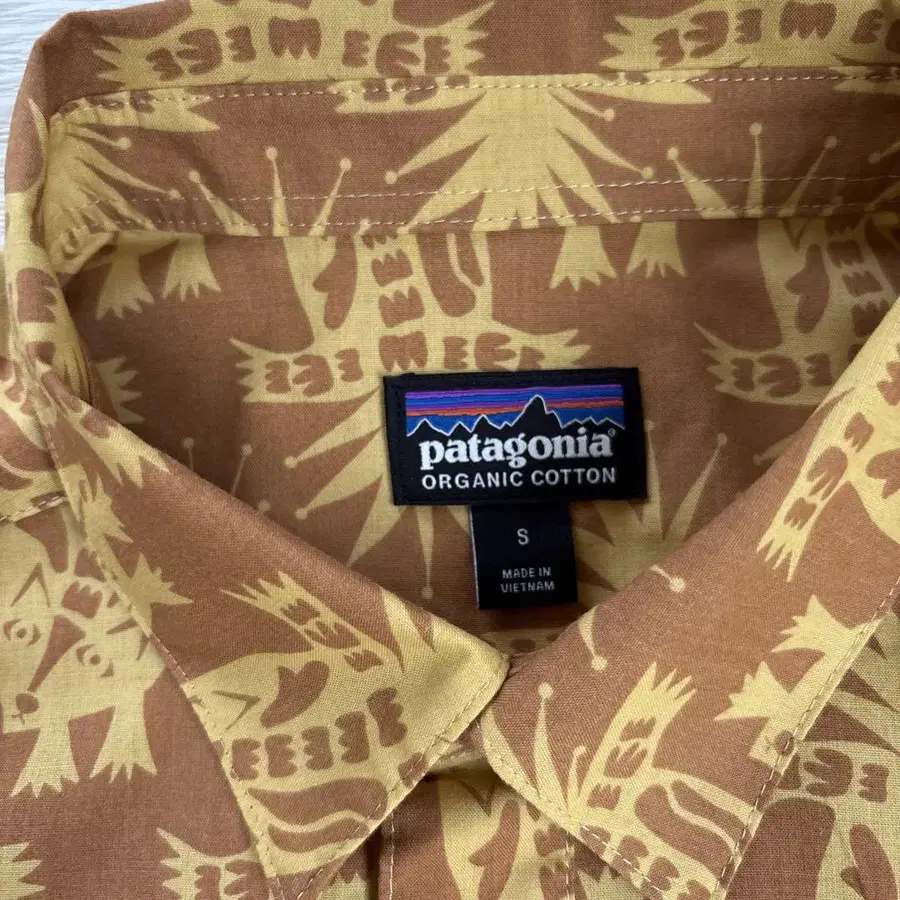 patagonia®
ORGANIC COTTON
S
MADE IN
VIETNAM